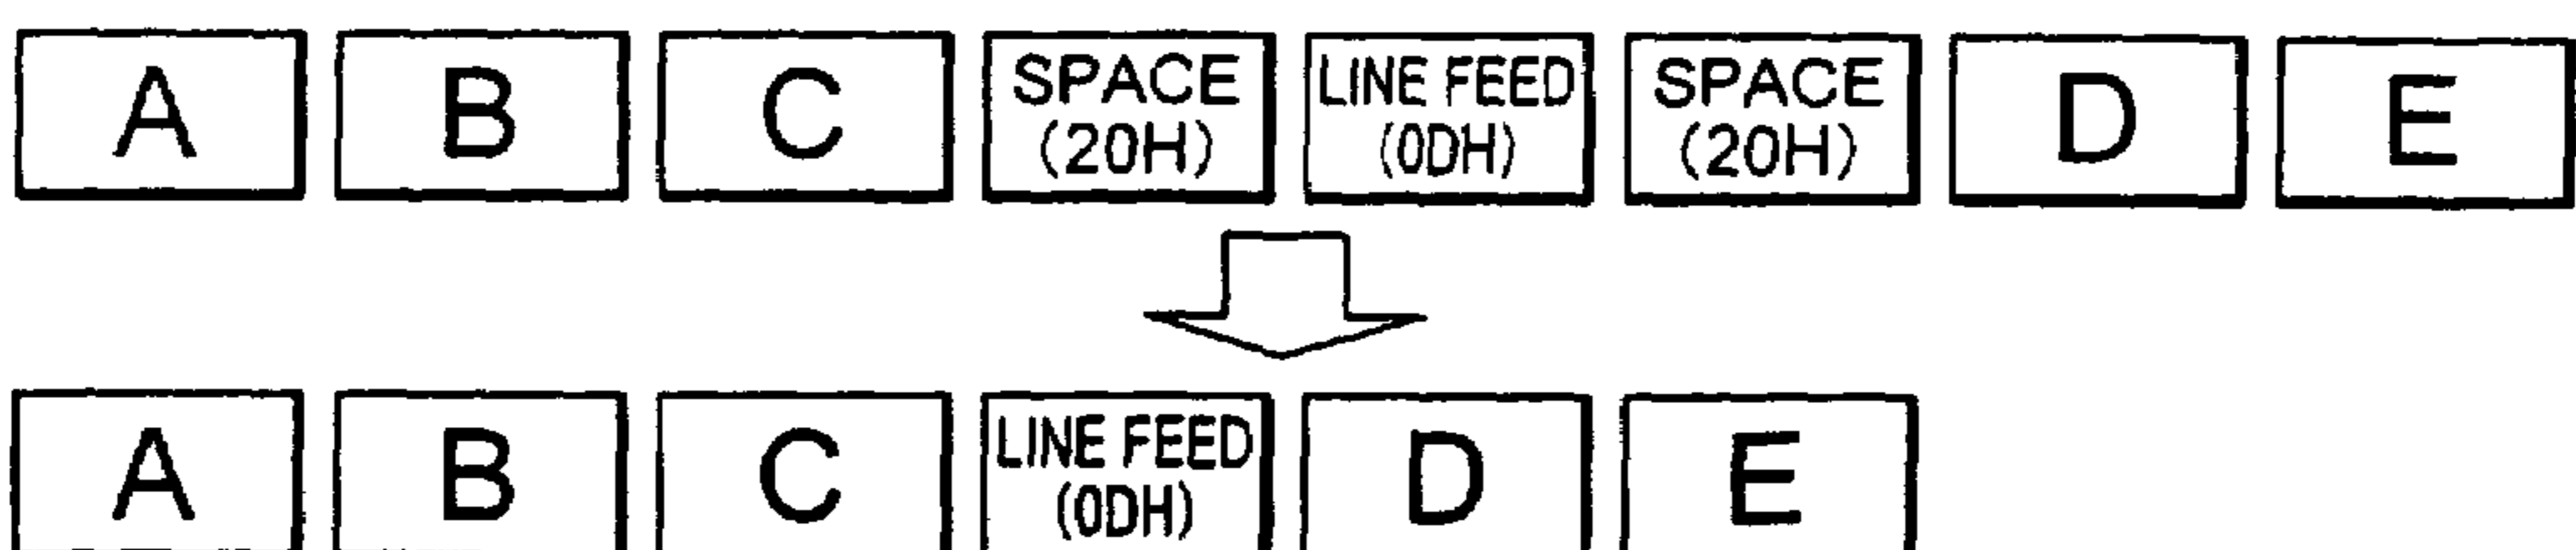 A B C SPACE (20H) LINE FEED (0DH) SPACE (20H) D E
A B C LINE FEED (0DH) D E